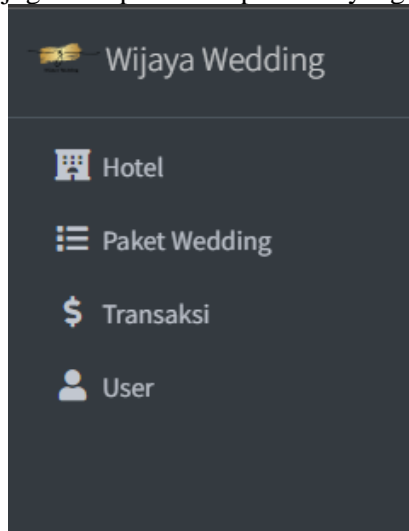 Wijaya Wedding
Hotel
Paket Wedding
Transaksi
User